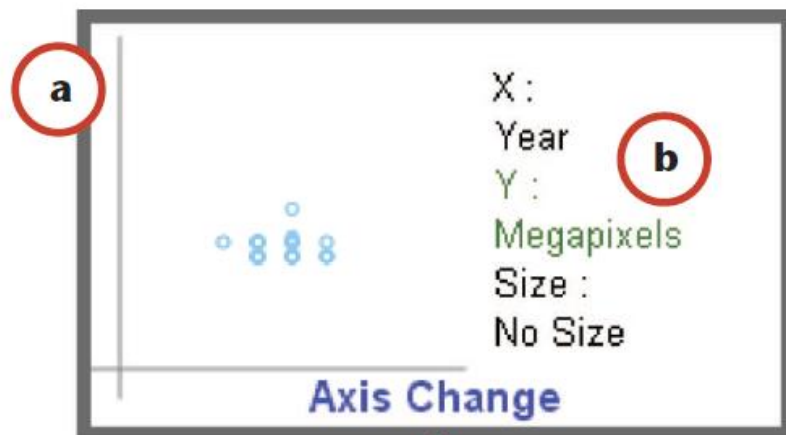 a
X :
Year
b
Y :
Megapixels
Size :
No Size
Axis Change